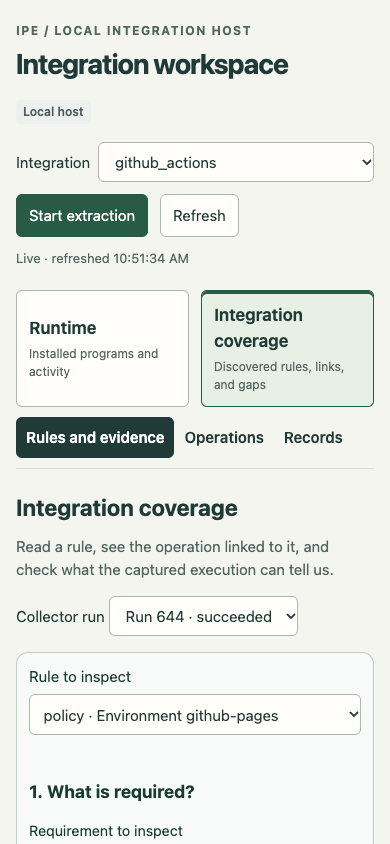 IPE / LOCAL INTEGRATION HOST
Integration workspace
Local host
Integration
github_actions
Start extraction
Refresh
Live · refreshed 10:51:34 AM
Runtime
Installed programs and
activity
Integration
coverage
Discovered rules, links,
and gaps
Rules and evidence
Operations
Records
Integration coverage
Read a rule, see the operation linked to it, and
check what the captured execution can tell us.
Collector run
Run 644 · succeeded
Rule to inspect
policy · Environment github-pages
1. What is required?
Requirement to inspect